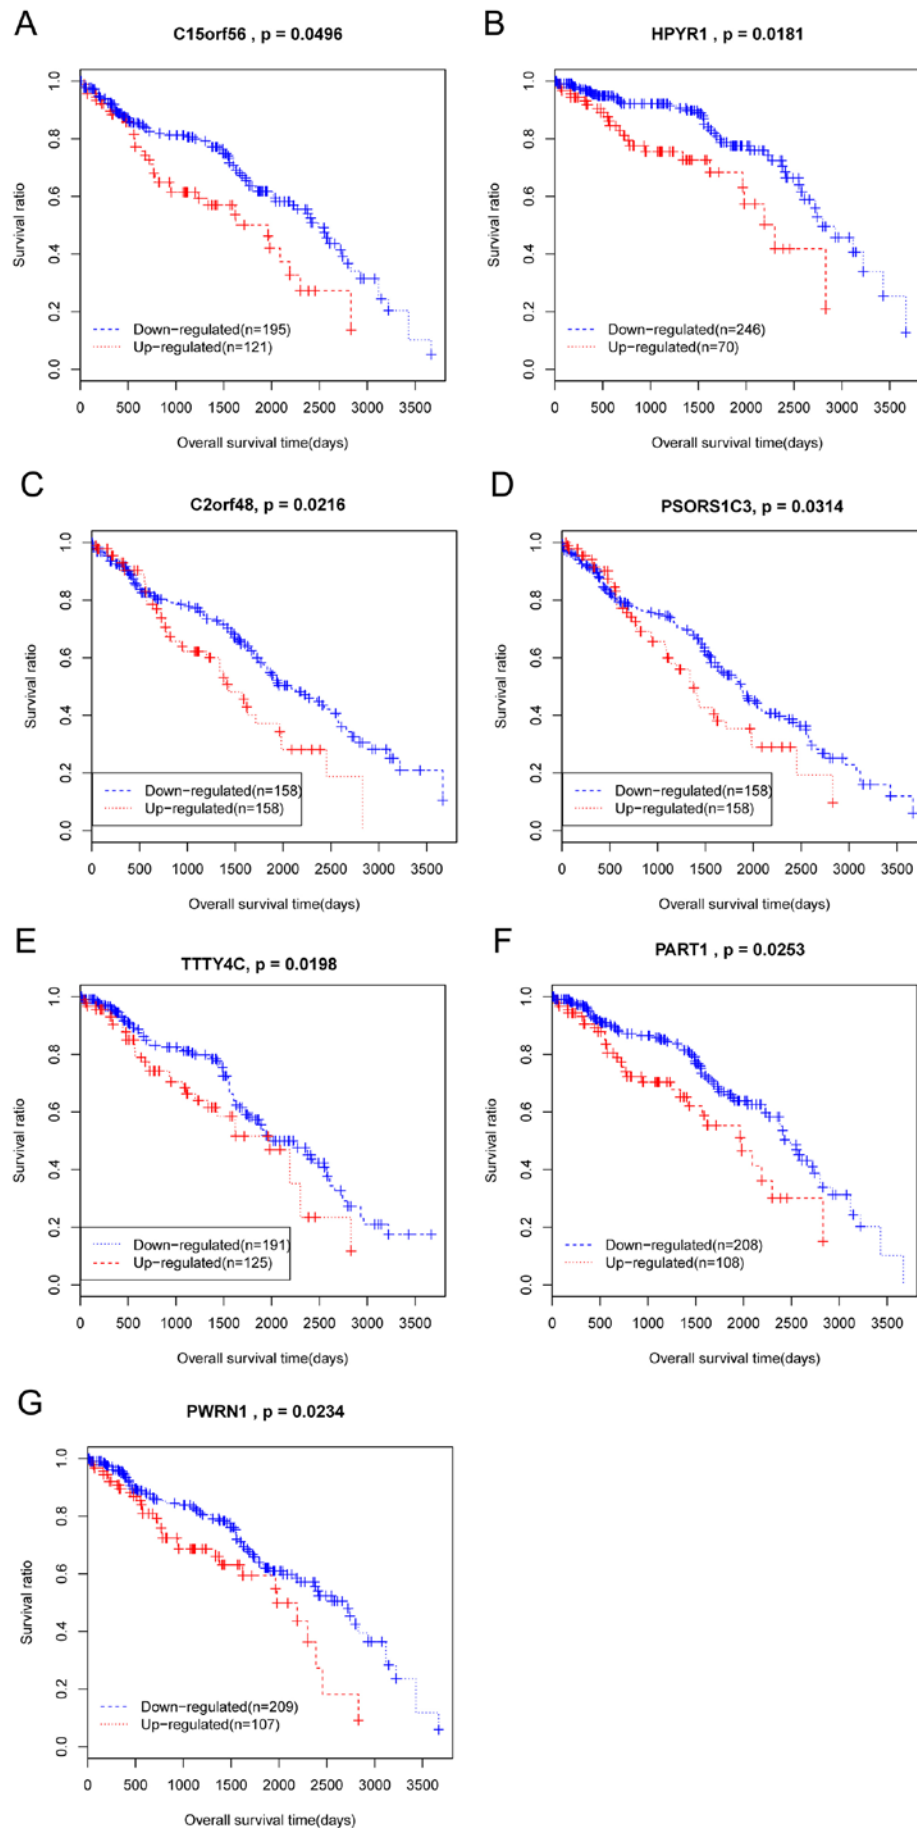 A
C15orf56 , p = 0.0496
Survival ratio
1.0
0.8
0.6
0.4
0.2
0.0
Down-regulated(n=195)
Up-regulated(n=121)
0 500 1000 1500 2000 2500 3000 3500
Overall survival time(days)
B
HPYR1 , p = 0.0181
Survival ratio
1.0
0.8
0.6
0.4
0.2
0.0
Down-regulated(n=246)
Up-regulated(n=70)
0 500 1000 1500 2000 2500 3000 3500
Overall survival time(days)
C
C2orf48, p = 0.0216
Survival ratio
1.0
0.8
0.6
0.4
0.2
0.0
Down-regulated(n=158)
Up-regulated(n=158)
0 500 1000 1500 2000 2500 3000 3500
Overall survival time(days)
D
PSORS1C3, p = 0.0314
Survival ratio
1.0
0.8
0.6
0.4
0.2
0.0
Down-regulated(n=158)
Up-regulated(n=158)
0 500 1000 1500 2000 2500 3000 3500
Overall survival time(days)
E
TTTY4C, p = 0.0198
Survival ratio
1.0
0.8
0.6
0.4
0.2
0.0
Down-regulated(n=191)
Up-regulated(n=125)
0 500 1000 1500 2000 2500 3000 3500
Overall survival time(days)
F
PART1 , p = 0.0253
Survival ratio
1.0
0.8
0.6
0.4
0.2
0.0
Down-regulated(n=208)
Up-regulated(n=108)
0 500 1000 1500 2000 2500 3000 3500
Overall survival time(days)
G
PWRN1 , p = 0.0234
Survival ratio
1.0
0.8
0.6
0.4
0.2
0.0
Down-regulated(n=209)
Up-regulated(n=107)
0 500 1000 1500 2000 2500 3000 3500
Overall survival time(days)